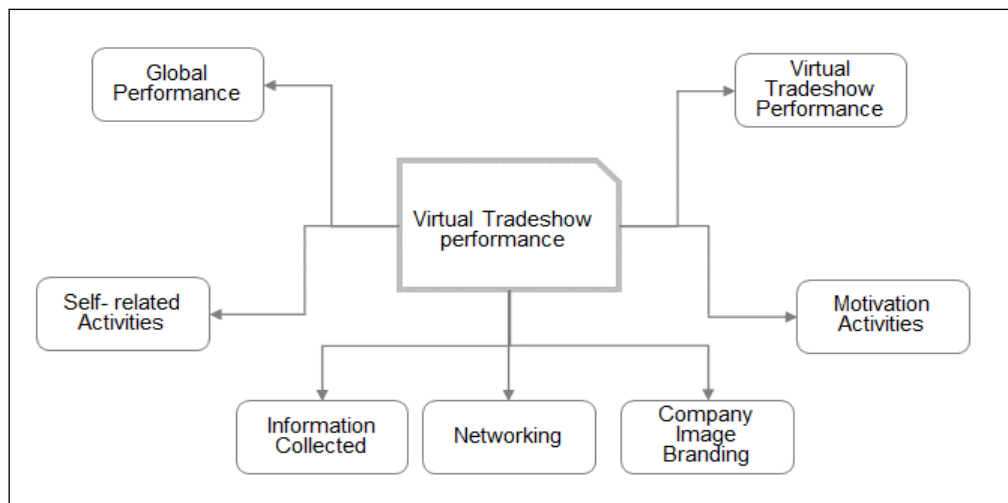 Global
Performance
Virtual
Tradeshow
Performance
Virtual Tradeshow
performance
Self- related
Activities
Motivation
Activities
Information
Collected
Networking
Company
Image
Branding